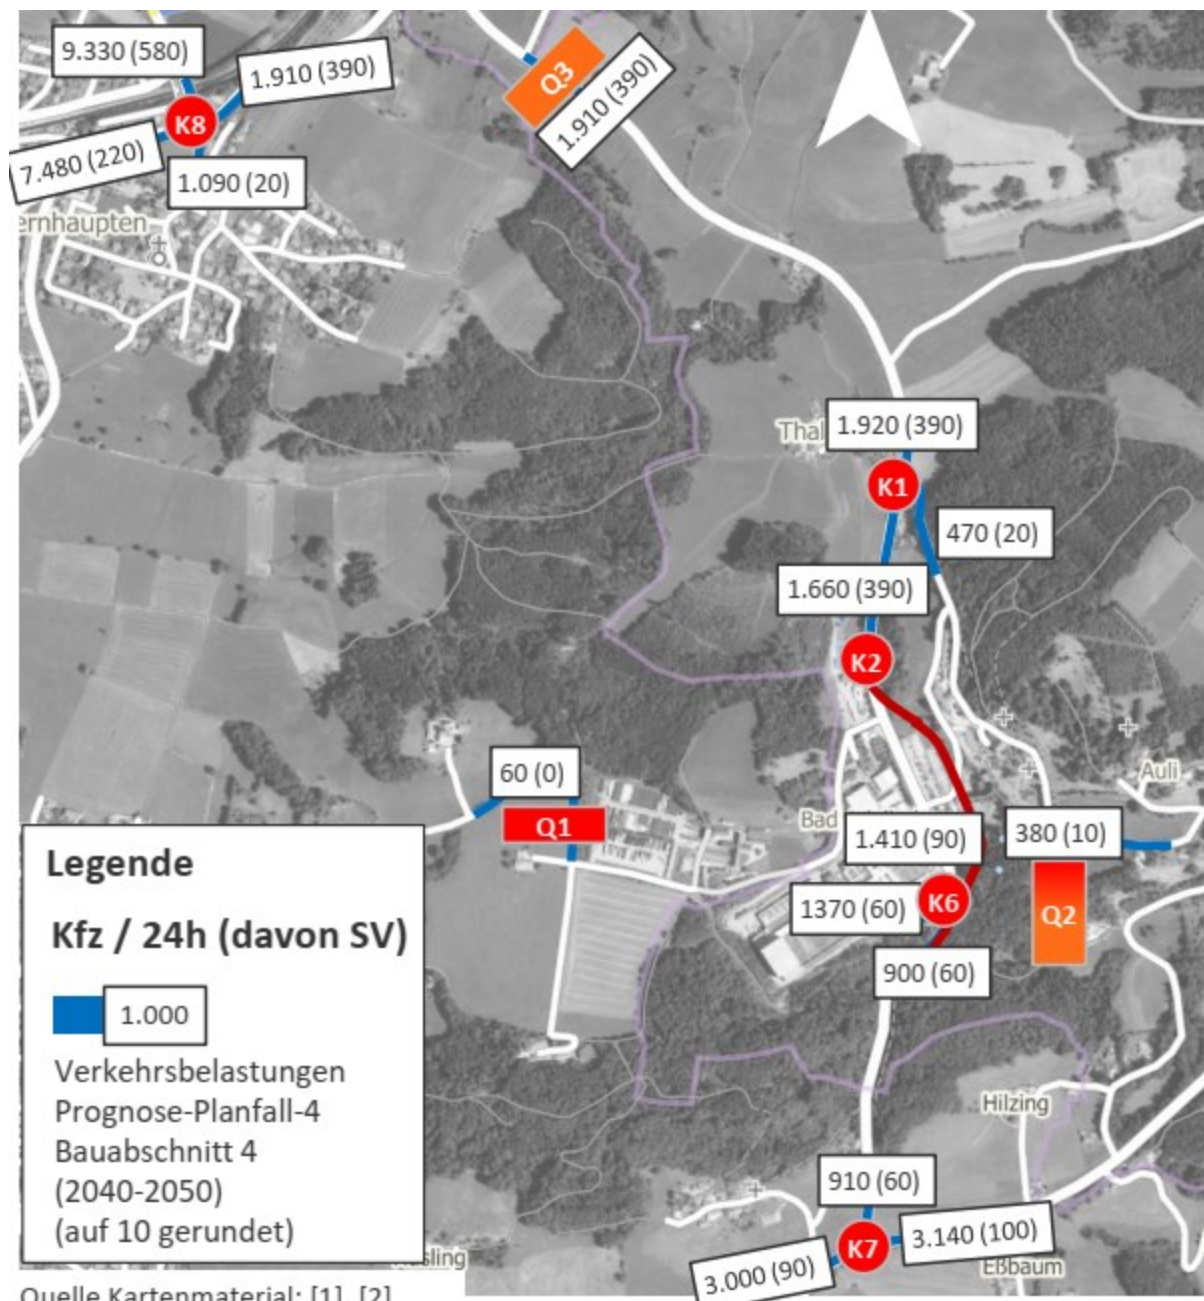 9.330 (580)
1.910 (390)
K8
7.480 (220)
1.090 (20)
ernhaupten
Q3
1.910 (390)
Thal
1.920 (390)
K1
470 (20)
1.660 (390)
K2
60 (0)
Q1
Auli
Bad
1.410 (90)
380 (10)
1370 (60)
K6
Q2
900 (60)
Hilzing
910 (60)
K7
3.140 (100)
3.000 (90)
Eßbaum
Legende
Kfz / 24h (davon SV)
1.000
Verkehrsbelastungen
Prognose-Planfall-4
Bauabschnitt 4
(2040-2050)
(auf 10 gerundet)
Quelle Kartenmaterial: [1], [2]